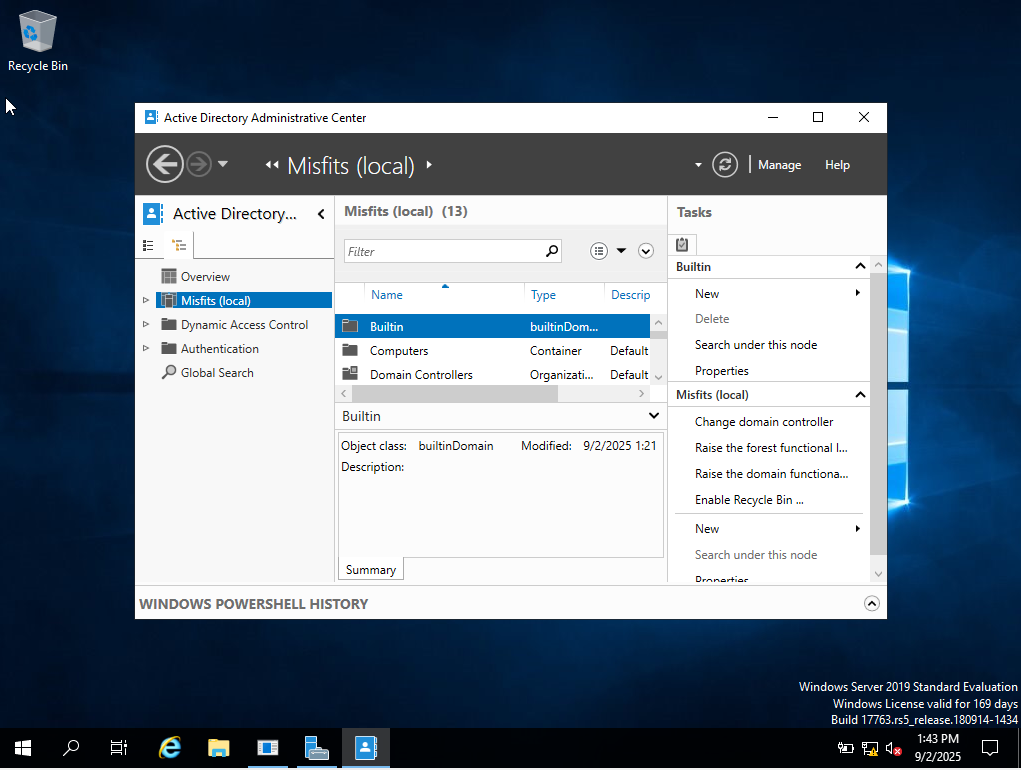 Recycle Bin
Active Directory Administrative Center
Misfits (local)
Manage
Help
Active Directory...
Overview
Misfits (local)
Dynamic Access Control
Authentication
Global Search
Misfits (local) (13)
Filter
Name Type Descrip
Builtin builtinDom...
Computers Container Default
Domain Controllers Organizati... Default
Builtin
Object class: builtinDomain Modified: 9/2/2025 1:21
Description:
Summary
Tasks
Builtin
New
Delete
Search under this node
Properties
Misfits (local)
Change domain controller
Raise the forest functional l...
Raise the domain functiona...
Enable Recycle Bin ...
New
Search under this node
Properties
WINDOWS POWERSHELL HISTORY
Windows Server 2019 Standard Evaluation
Windows License valid for 169 days
Build 17763.rs5_release.180914-1434
1:43 PM
9/2/2025